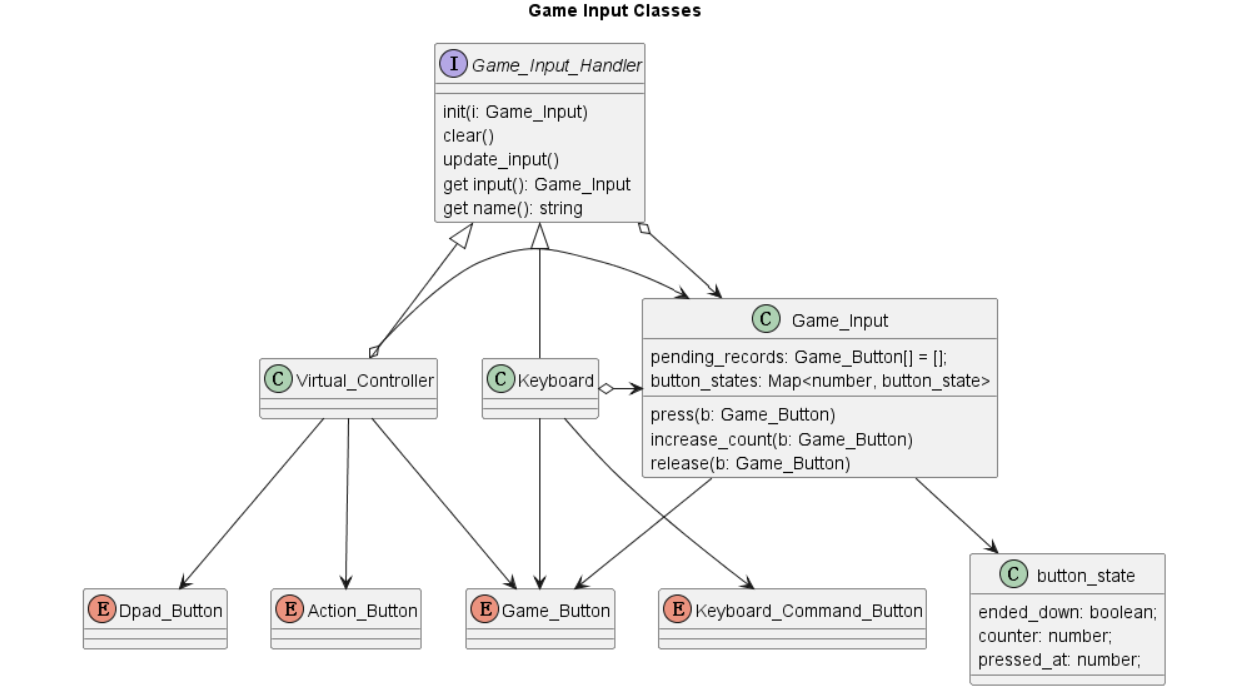 Game Input Classes
I Game_Input_Handler
init(i: Game_Input)
clear()
update_input()
get input(): Game_Input
get name(): string
C Game_Input
pending_records: Game_Button[] = [];
button_states: Map<number, button_state>
press(b: Game_Button)
increase_count(b: Game_Button)
release(b: Game_Button)
C Virtual_Controller
C Keyboard
E Dpad_Button
E Action_Button
E Game_Button
E Keyboard_Command_Button
C button_state
ended_down: boolean;
counter: number;
pressed_at: number;